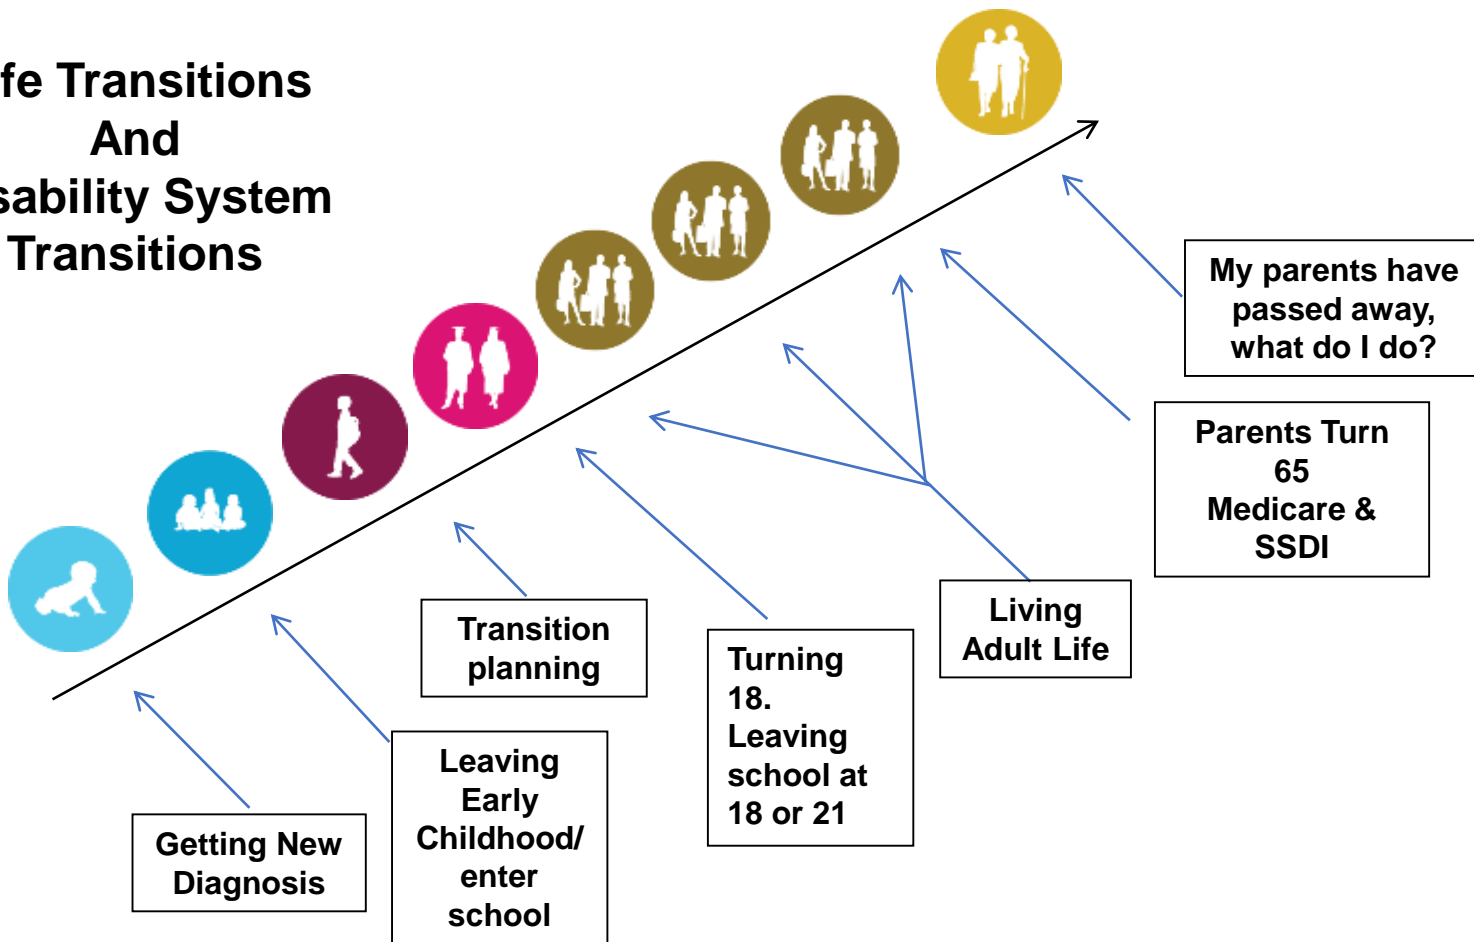 fe Transitions
And
sability System
Transitions
My parents have
passed away,
what do I do?
Parents Turn
65
Medicare &
SSDI
Living
Adult Life
Transition
planning
Turning
18.
Leaving
school at
18 or 21
Leaving
Early
Childhood/
enter
school
Getting New
Diagnosis